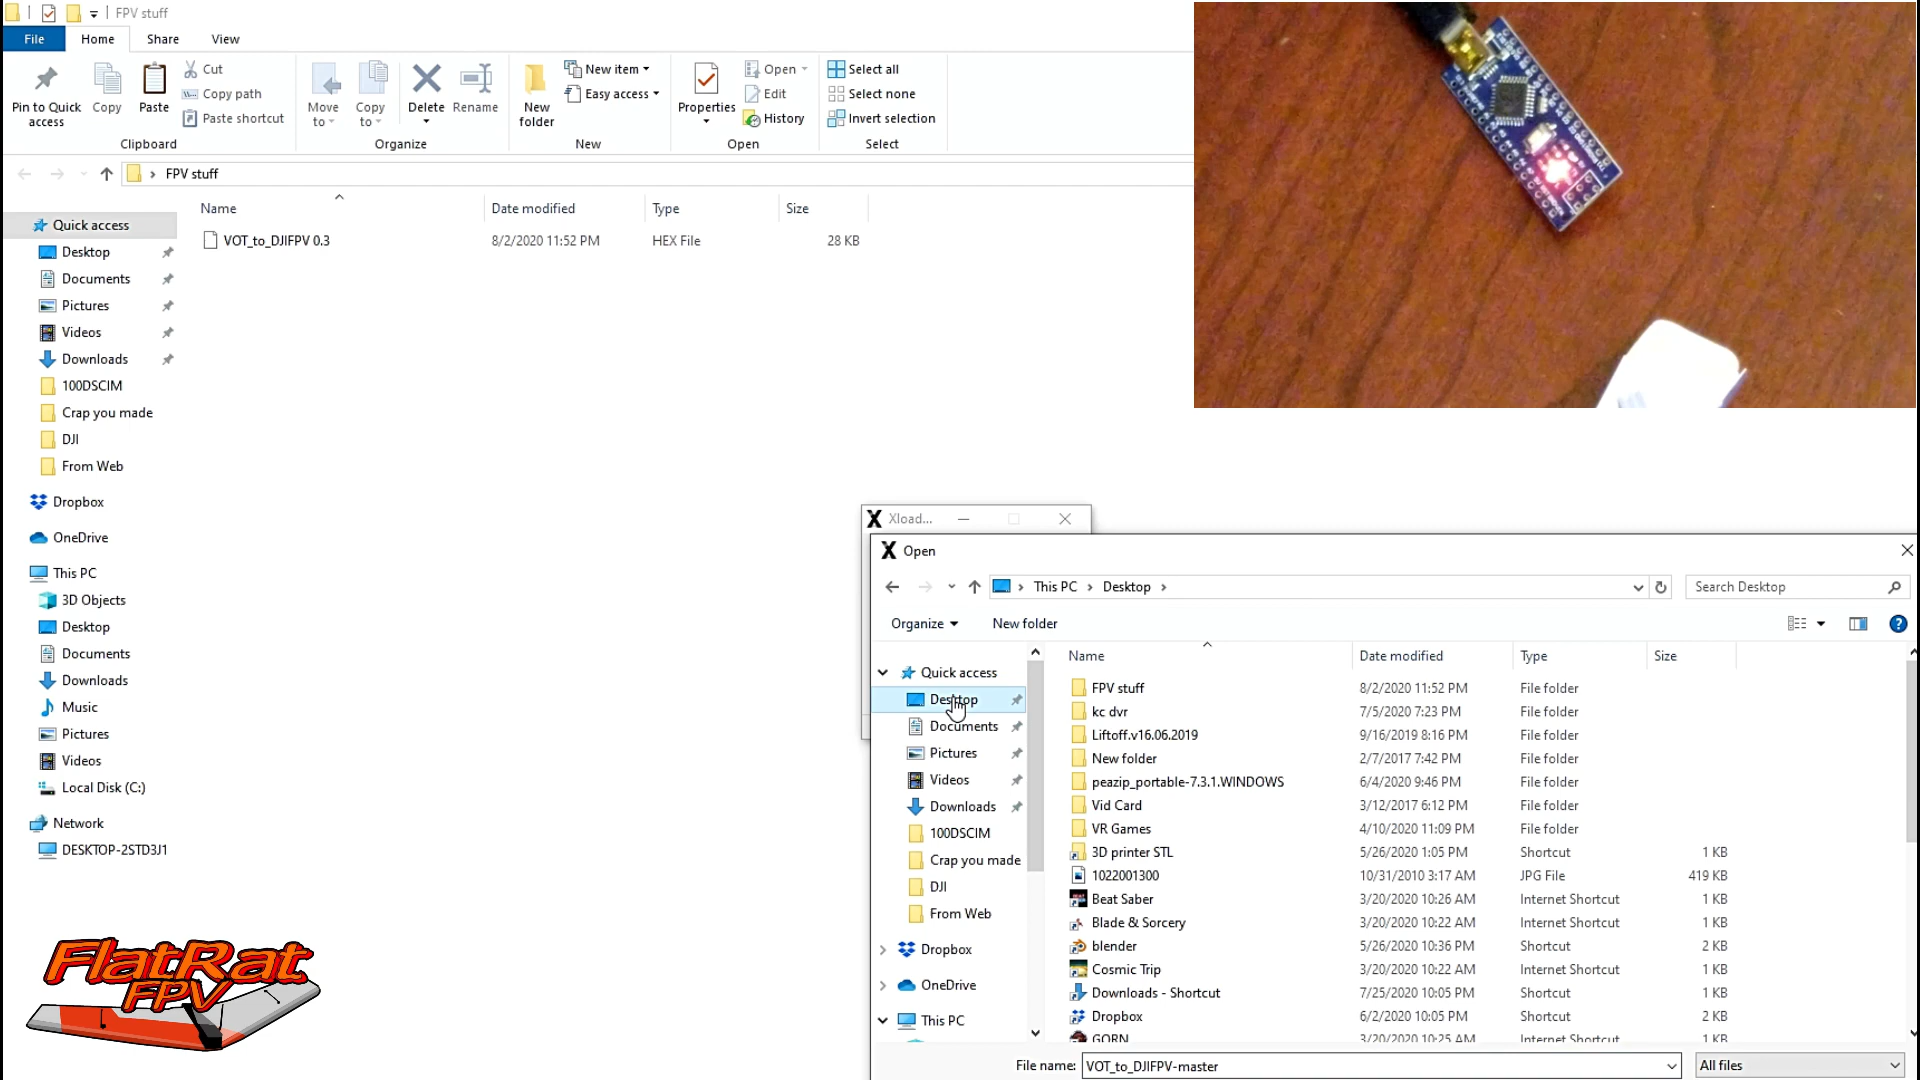 FPV stuff
File
Home
Share
View
Pin to Quick access
Copy
Paste
Cut
Copy path
Paste shortcut
Clipboard
Move to
Copy to
Delete
Rename
Organize
New folder
New item
Easy access
New
Properties
Open
Edit
History
Open
Select all
Select none
Invert selection
Select
FPV stuff
Name
Date modified
Type
Size
VOT_to_DJIFPV 0.3
8/2/2020 11:52 PM
HEX File
28 KB
Quick access
Desktop
Documents
Pictures
Videos
Downloads
100DSCIM
Crap you made
DJI
From Web
Dropbox
OneDrive
This PC
3D Objects
Desktop
Documents
Downloads
Music
Pictures
Videos
Local Disk (C:)
Network
DESKTOP-2STD3J1
FlatRat
FPV
X Xload...
X Open
This PC > Desktop >
Search Desktop
Organize
New folder
Quick access
Desktop
Documents
Pictures
Videos
Downloads
100DSCIM
Crap you made
DJI
From Web
Dropbox
OneDrive
This PC
Name Date modified Type Size
FPV stuff 8/2/2020 11:52 PM File folder
kc dvr 7/5/2020 7:23 PM File folder
Liftoff.v16.06.2019 9/16/2019 8:16 PM File folder
New folder 2/7/2017 7:42 PM File folder
peazip_portable-7.3.1.WINDOWS 6/4/2020 9:46 PM File folder
Vid Card 3/12/2017 6:12 PM File folder
VR Games 4/10/2020 11:09 PM File folder
3D printer STL 5/26/2020 1:05 PM Shortcut 1 KB
1022001300 10/31/2010 3:17 AM JPG File 419 KB
Beat Saber 3/20/2020 10:26 AM Internet Shortcut 1 KB
Blade & Sorcery 3/20/2020 10:22 AM Internet Shortcut 1 KB
blender 5/26/2020 10:36 PM Shortcut 2 KB
Cosmic Trip 3/20/2020 10:22 AM Internet Shortcut 1 KB
Downloads - Shortcut 7/25/2020 10:05 PM Shortcut 1 KB
Dropbox 6/2/2020 10:05 PM Shortcut 2 KB
GORN 3/20/2020 10:25 AM Internet Shortcut 1 KB
File name: VOT_to_DJIFPV-master
All files